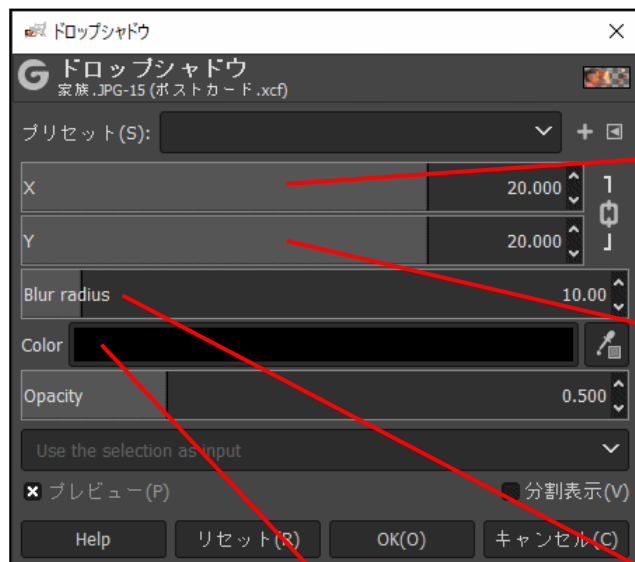 ドロップシャドウ
ドロップシャドウ
家族.JPG-15 (ポストカード.xcf)
プリセット(S):
X 20.000
Y 20.000
Blur radius 10.00
Color
Opacity 0.500
Use the selection as input
プレビュー(P) 分割表示(V)
Help リセット(R) OK(O) キャンセル(C)